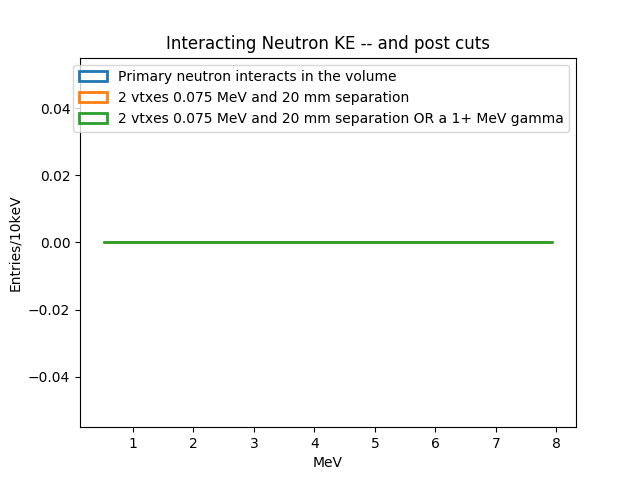 Interacting Neutron KE -- and post cuts
Primary neutron interacts in the volume
2 vtxes 0.075 MeV and 20 mm separation
2 vtxes 0.075 MeV and 20 mm separation OR a 1+ MeV gamma
Entries/10keV
0.04
0.02
0.00
−0.02
−0.04
1 2 3 4 5 6 7 8
MeV